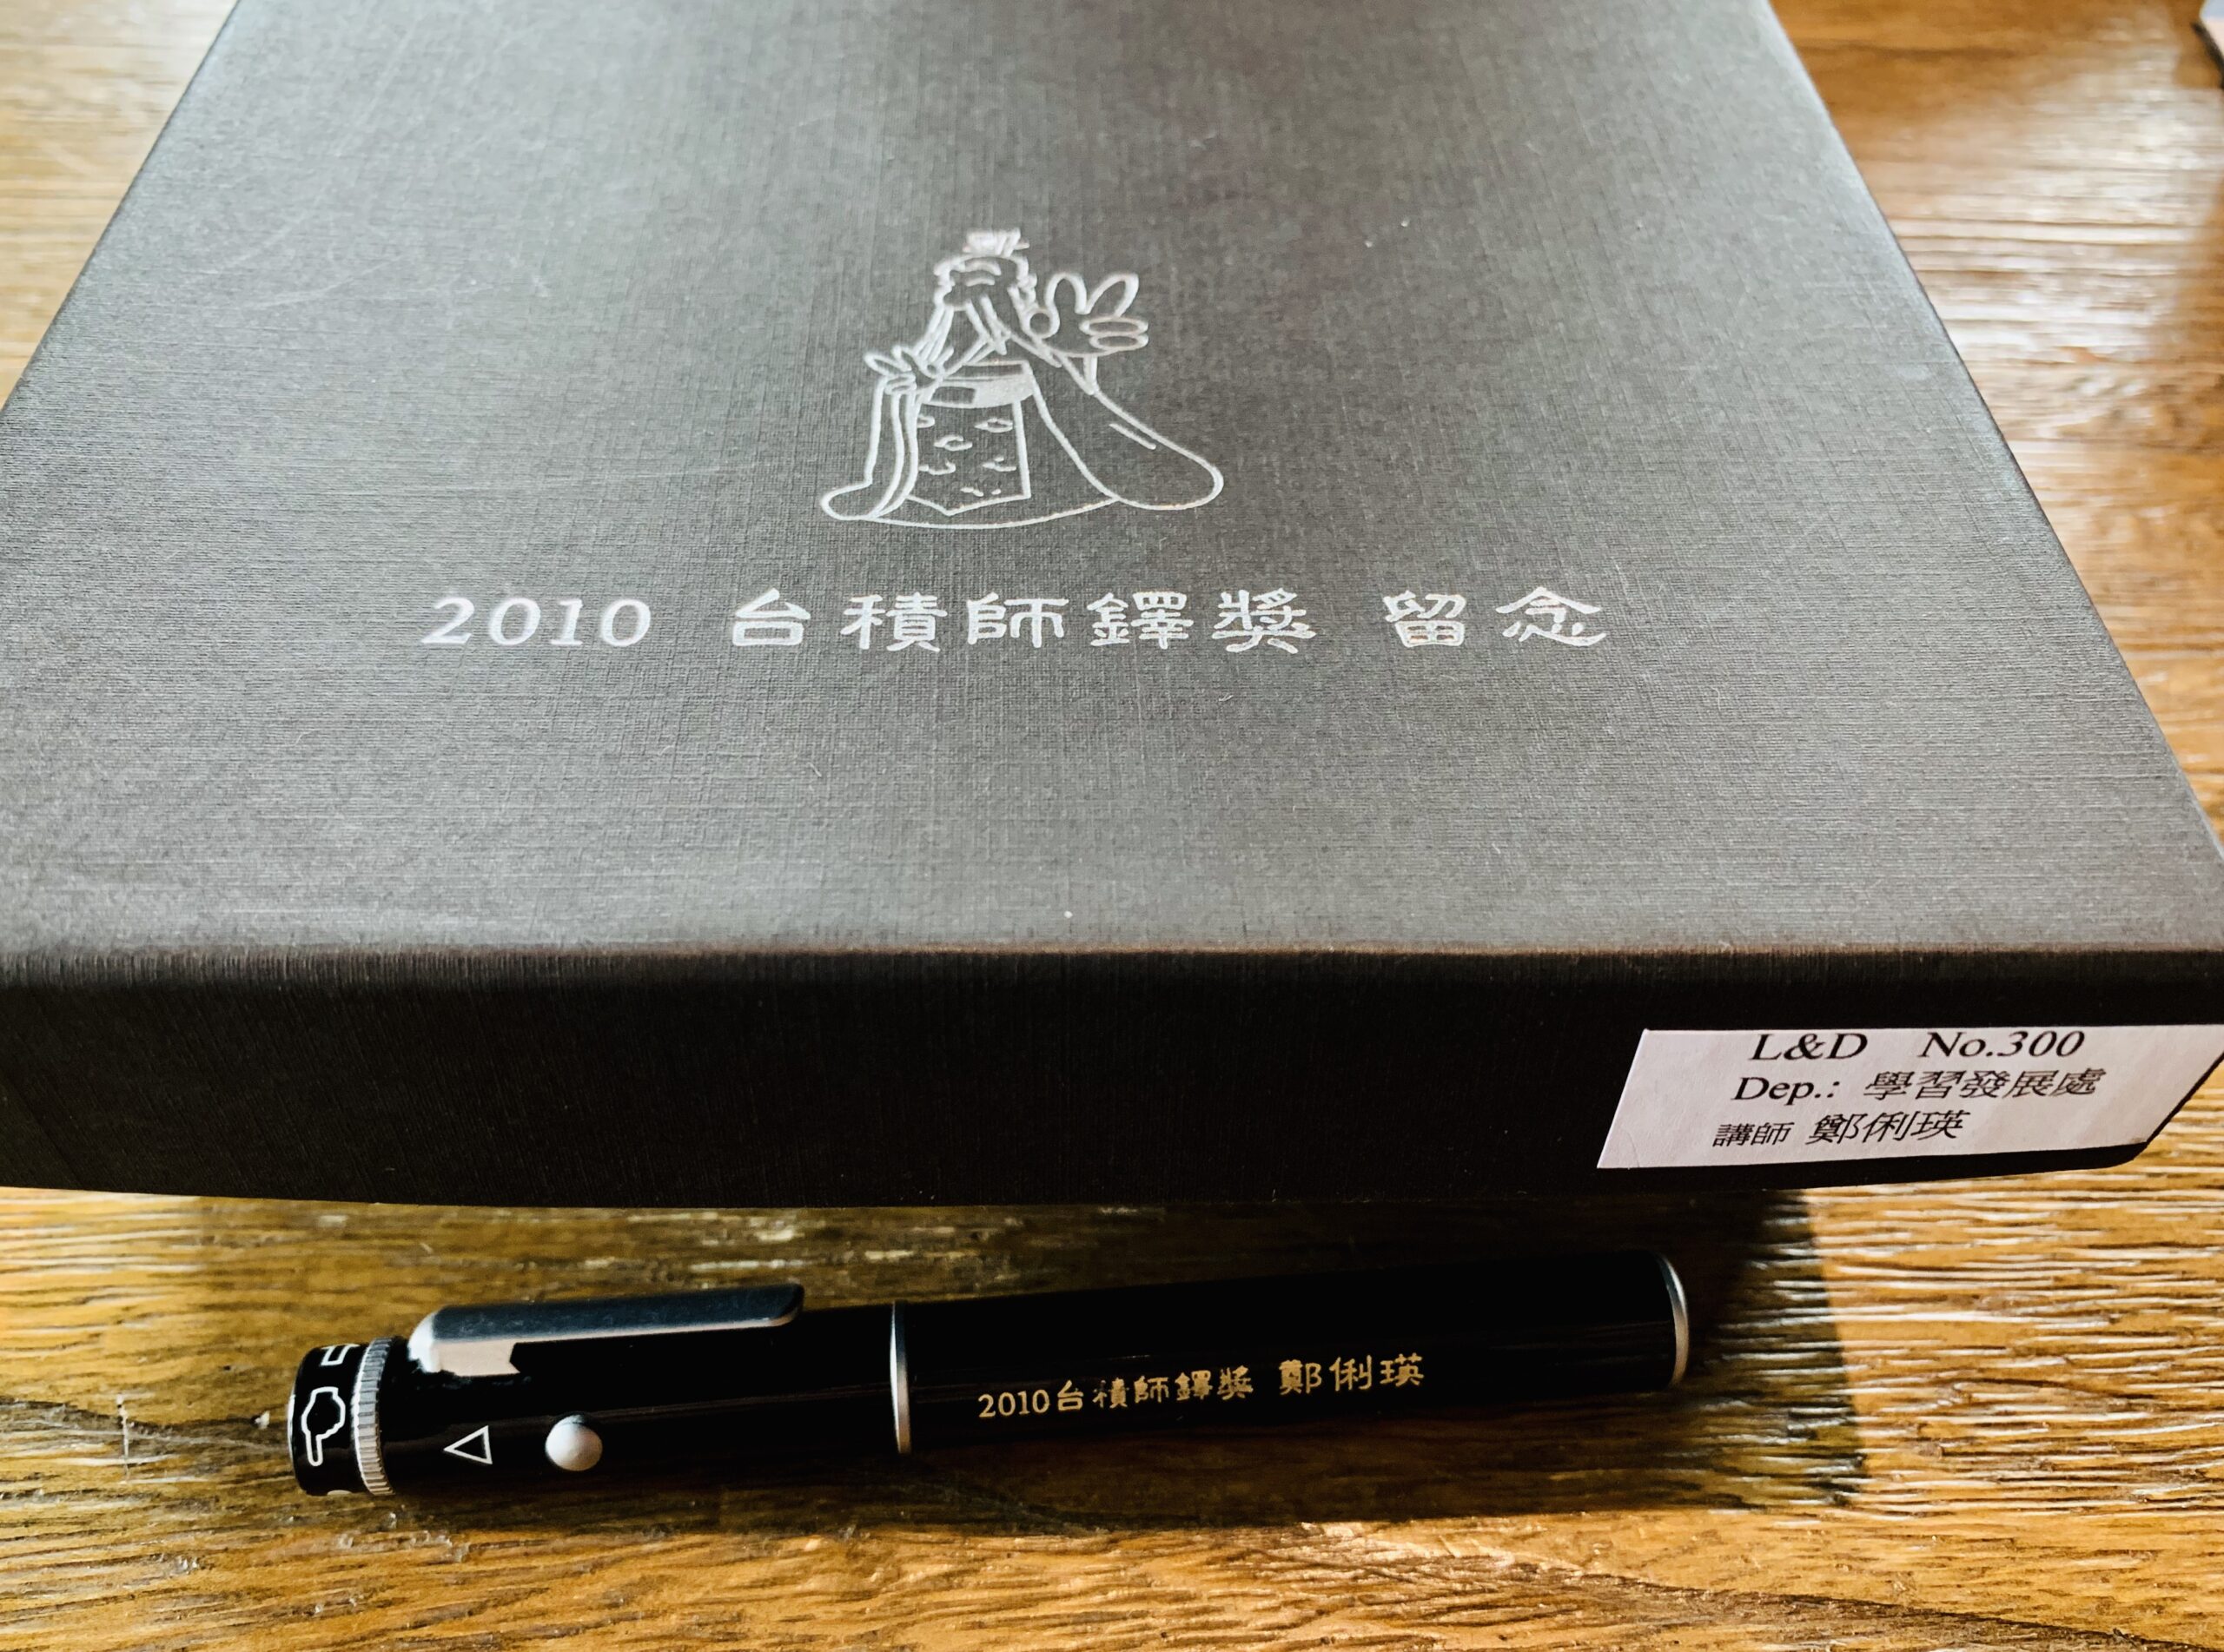 2010 台積師鐸獎 留念
L&D No.300
Dep.: 學習發展處
講師 鄭俐瑛
2010台積師鐸獎 鄭俐瑛